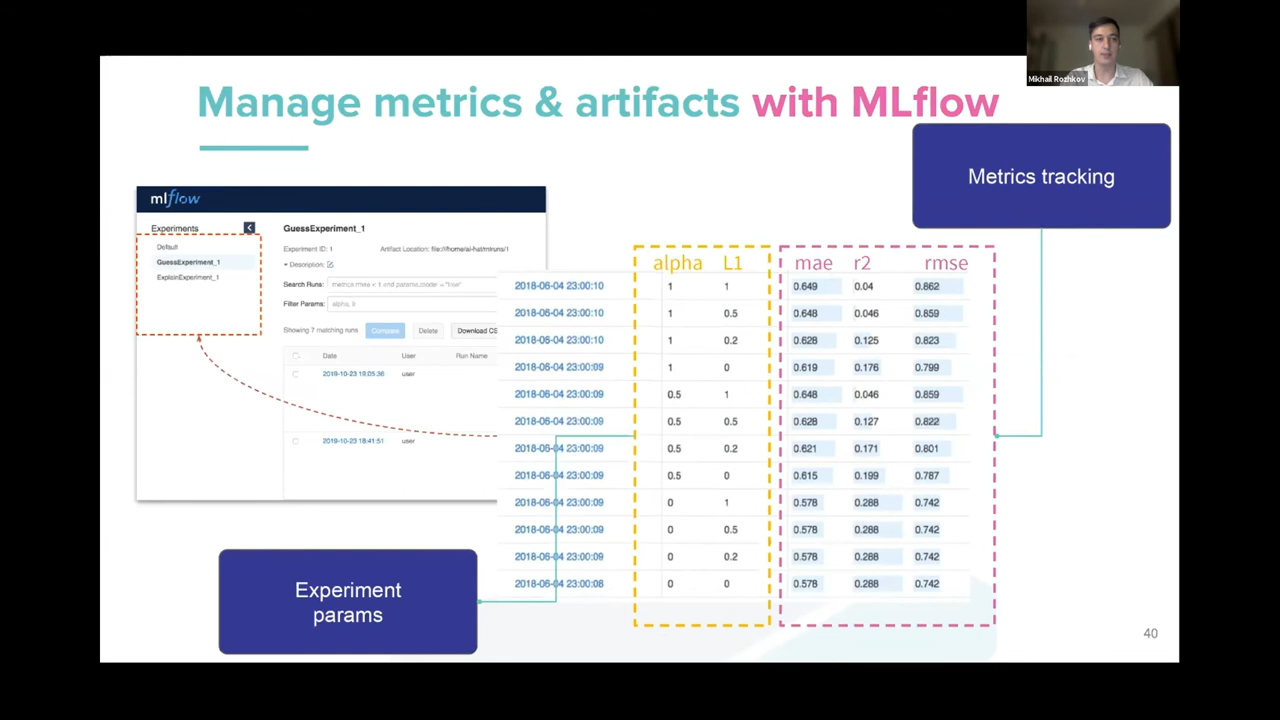 Mikhail Rozhkov
Manage metrics & artifacts with MLflow
Metrics tracking
mlflow
Experiments
Default
GuessExperiment_1
ExplainExperiment_1
GuessExperiment_1
Experiment ID: 1 Artifact Location: file:///home/ai-hat/mlruns/1
Description:
Search Runs: metrics.rmse < 1 and params.model = "tree"
Filter Params: alpha, lr
Showing 7 matching runs Compare Delete Download CS
Date User Run Name
2019-10-23 19:05:36 user
2019-10-23 18:41:51 user
alpha L1 mae r2 rmse
2018-06-04 23:00:10 1 1 0.649 0.04 0.862
2018-06-04 23:00:10 1 0.5 0.648 0.046 0.859
2018-06-04 23:00:10 1 0.2 0.628 0.125 0.823
2018-06-04 23:00:09 1 0 0.619 0.176 0.799
2018-06-04 23:00:09 0.5 1 0.648 0.046 0.859
2018-06-04 23:00:09 0.5 0.5 0.628 0.127 0.822
2018-06-04 23:00:09 0.5 0.2 0.621 0.171 0.801
2018-06-04 23:00:09 0.5 0 0.615 0.199 0.787
2018-06-04 23:00:09 0 1 0.578 0.288 0.742
2018-06-04 23:00:09 0 0.5 0.578 0.288 0.742
2018-06-04 23:00:09 0 0.2 0.578 0.288 0.742
2018-06-04 23:00:08 0 0 0.578 0.288 0.742
Experiment
params
40